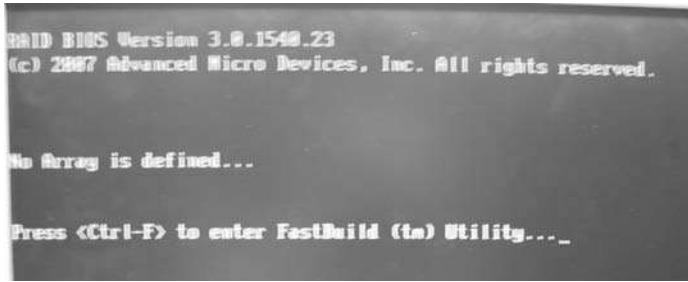 RAID BIOS Version 3.0.1540.23
(c) 2007 Advanced Micro Devices, Inc. All rights reserved.
No Array is defined...
Press <Ctrl-F> to enter FastBuild (tm) Utility..._